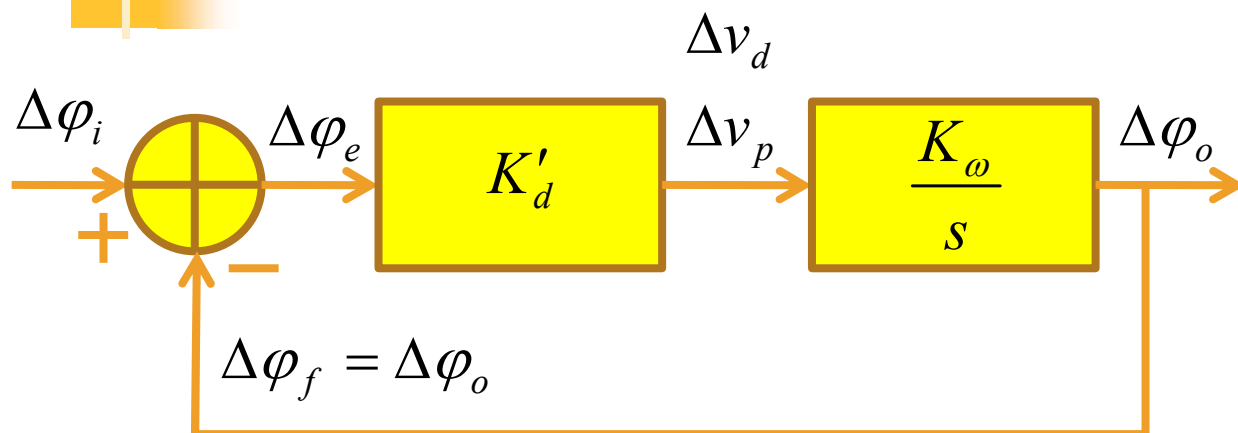 Δv_d
Δφ_i
Δφ_e
K′_d
Δv_p
K_ω
s
Δφ_o
+
−
Δφ_f = Δφ_o